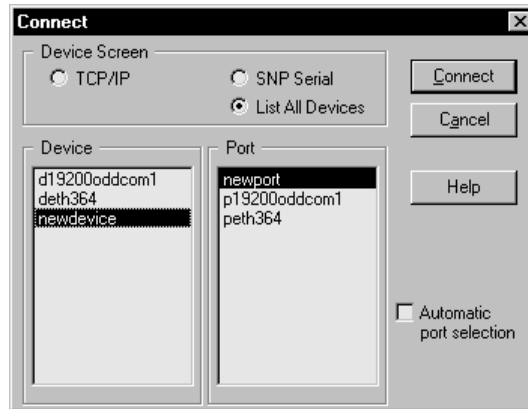 Connect
Device Screen
TCP/IP
SNP Serial
List All Devices
Connect
Cancel
Help
Device
d19200oddcom1
deth364
newdevice
Port
newport
p19200oddcom1
peth364
Automatic
port selection